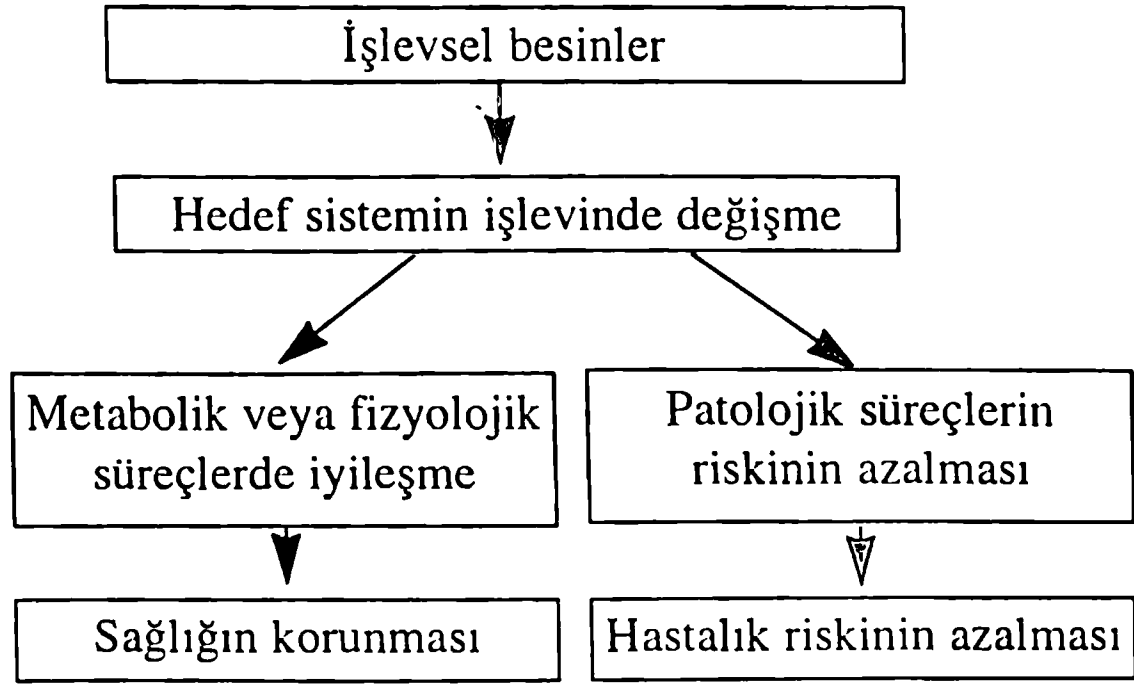 İşlevsel besinler
Hedef sistemin işlevinde değişme
Metabolik veya fizyolojik
süreçlerde iyileşme
Patolojik süreçlerin
riskinin azalması
Sağlığın korunması
Hastalık riskinin azalması